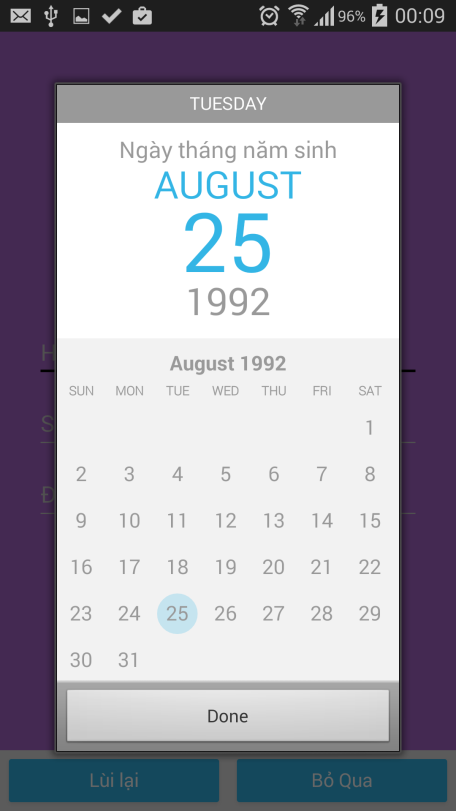 96% 00:09
TUESDAY
Ngày tháng năm sinh
AUGUST
25
1992
August 1992
SUN MON TUE WED THU FRI SAT
1
2 3 4 5 6 7 8
9 10 11 12 13 14 15
16 17 18 19 20 21 22
23 24 25 26 27 28 29
30 31
Done
Lùi lại Bỏ Qua